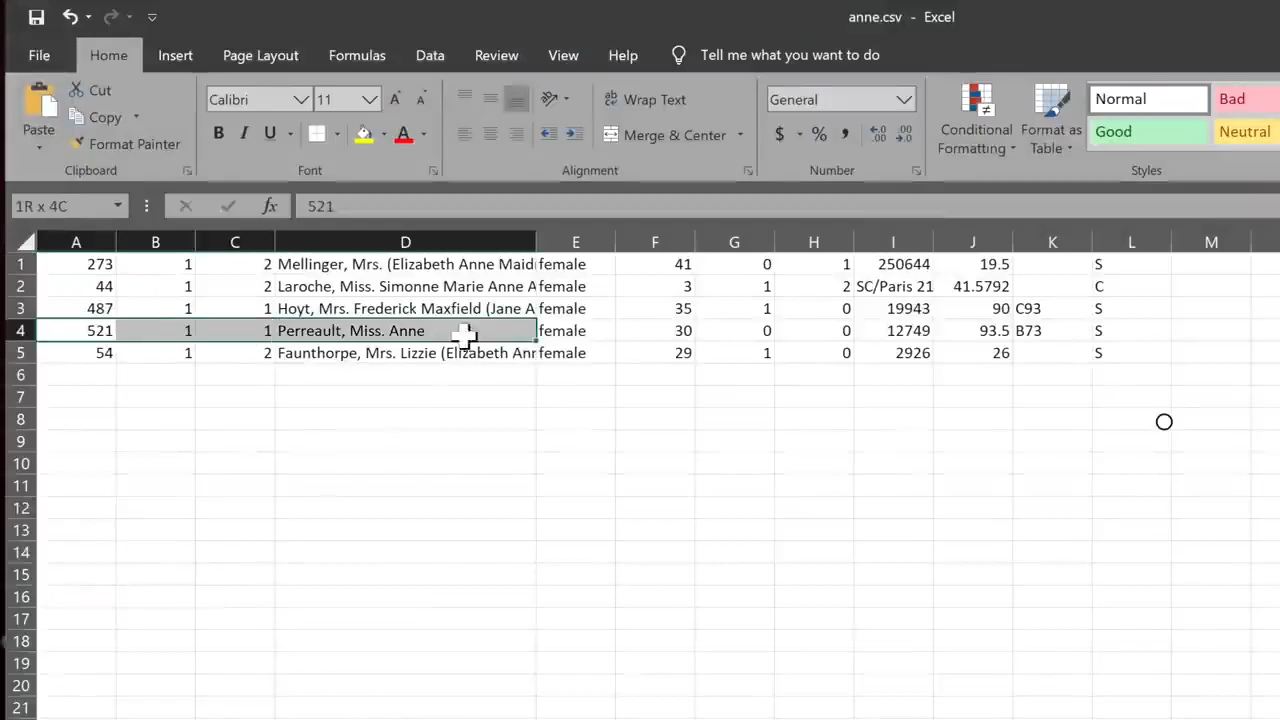 anne.csv - Excel
File Home Insert Page Layout Formulas Data Review View Help Tell me what you want to do
Paste
Cut
Copy
Format Painter
Calibri 11
A A
B I U A
Wrap Text
Merge & Center
General
$ %
Conditional Formatting
Format as Table
Normal Bad
Good Neutral
Clipboard Font Alignment Number Styles
1R x 4C fx 521
A B C D E F G H I J K L M
1 273 1 2 Mellinger, Mrs. (Elizabeth Anne Maid female 41 0 1 250644 19.5 S
2 44 1 2 Laroche, Miss. Simonne Marie Anne A female 3 1 2 SC/Paris 21 41.5792 C
3 487 1 1 Hoyt, Mrs. Frederick Maxfield (Jane A female 35 1 0 19943 90 C93 S
4 521 1 1 Perreault, Miss. Anne female 30 0 0 12749 93.5 B73 S
5 54 1 2 Faunthorpe, Mrs. Lizzie (Elizabeth Anr female 29 1 0 2926 26 S
6
7
8
9
10
11
12
13
14
15
16
17
18
19
20
21